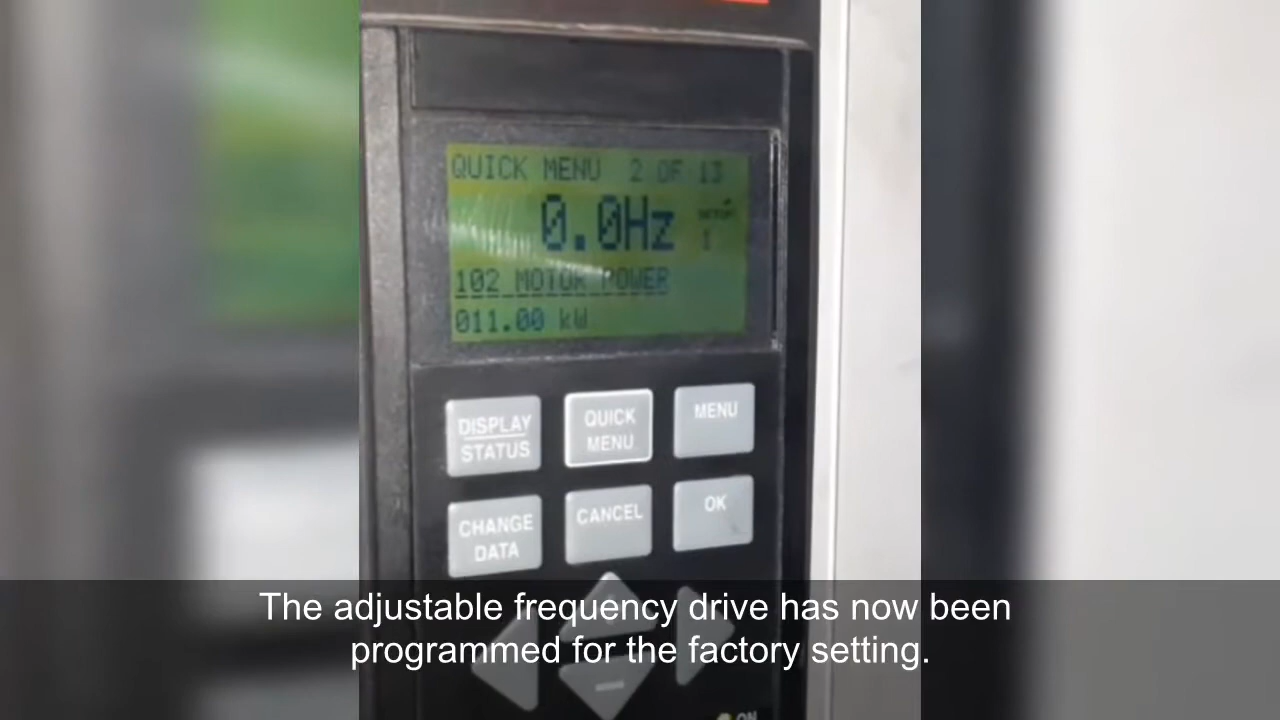 QUICK MENU 2 OF 13
0.0Hz
SETUP
1
102 MOTOR POWER
011.00 kW
DISPLAY
STATUS
QUICK
MENU
MENU
CHANGE
DATA
CANCEL
OK
The adjustable frequency drive has now been
programmed for the factory setting.
ON